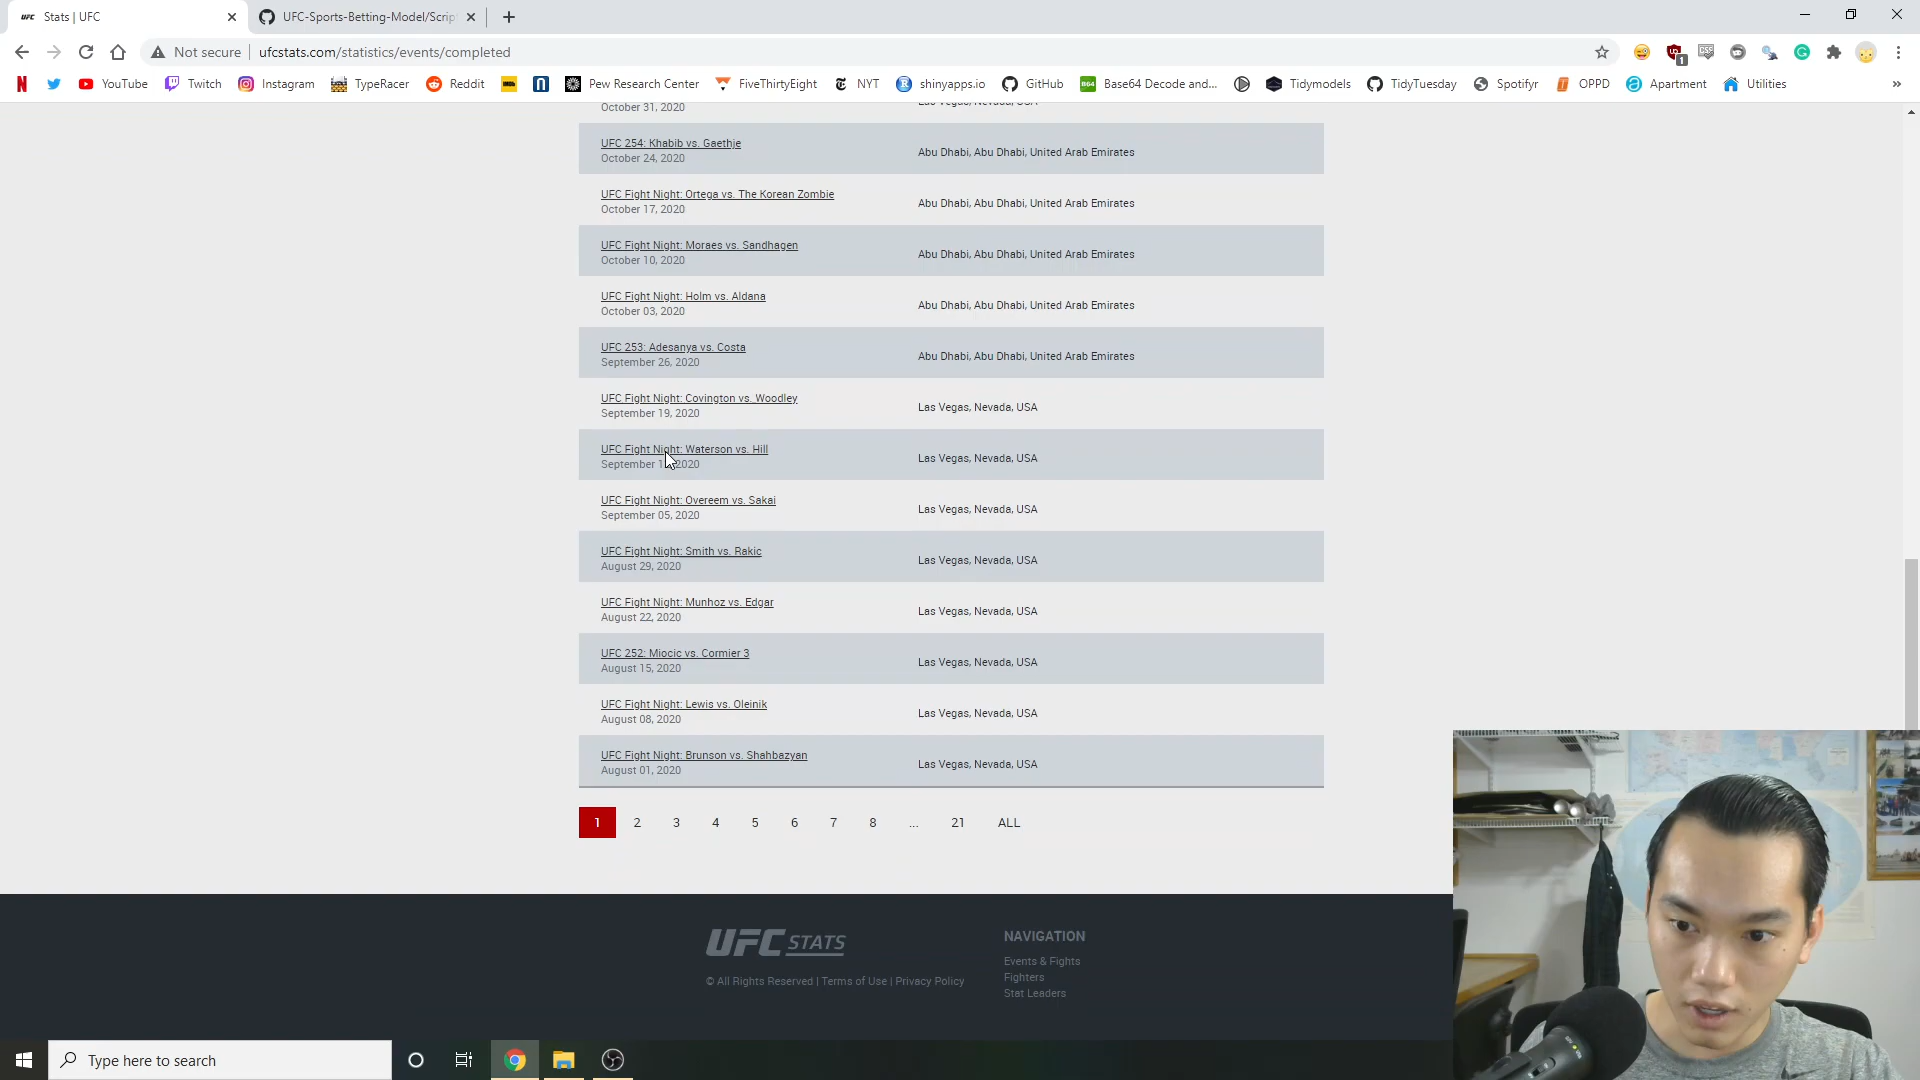 Stats | UFC
UFC-Sports-Betting-Model/Scrip
Not secure | ufcstats.com/statistics/events/completed
YouTube Twitch Instagram TypeRacer Reddit Pew Research Center FiveThirtyEight NYT shinyapps.io GitHub Base64 Decode and... Tidymodels TidyTuesday Spotifyr OPPD Apartment Utilities »
October 31, 2020 Las Vegas, Nevada, USA
UFC 254: Khabib vs. Gaethje
October 24, 2020
Abu Dhabi, Abu Dhabi, United Arab Emirates
UFC Fight Night: Ortega vs. The Korean Zombie
October 17, 2020
Abu Dhabi, Abu Dhabi, United Arab Emirates
UFC Fight Night: Moraes vs. Sandhagen
October 10, 2020
Abu Dhabi, Abu Dhabi, United Arab Emirates
UFC Fight Night: Holm vs. Aldana
October 03, 2020
Abu Dhabi, Abu Dhabi, United Arab Emirates
UFC 253: Adesanya vs. Costa
September 26, 2020
Abu Dhabi, Abu Dhabi, United Arab Emirates
UFC Fight Night: Covington vs. Woodley
September 19, 2020
Las Vegas, Nevada, USA
UFC Fight Night: Waterson vs. Hill
September 2020
Las Vegas, Nevada, USA
UFC Fight Night: Overeem vs. Sakai
September 05, 2020
Las Vegas, Nevada, USA
UFC Fight Night: Smith vs. Rakic
August 29, 2020
Las Vegas, Nevada, USA
UFC Fight Night: Munhoz vs. Edgar
August 22, 2020
Las Vegas, Nevada, USA
UFC 252: Miocic vs. Cormier 3
August 15, 2020
Las Vegas, Nevada, USA
UFC Fight Night: Lewis vs. Oleinik
August 08, 2020
Las Vegas, Nevada, USA
UFC Fight Night: Brunson vs. Shahbazyan
August 01, 2020
Las Vegas, Nevada, USA
1 2 3 4 5 6 7 8 ... 21 ALL
UFC STATS
© All Rights Reserved | Terms of Use | Privacy Policy
NAVIGATION
Events & Fights
Fighters
Stat Leaders
Type here to search